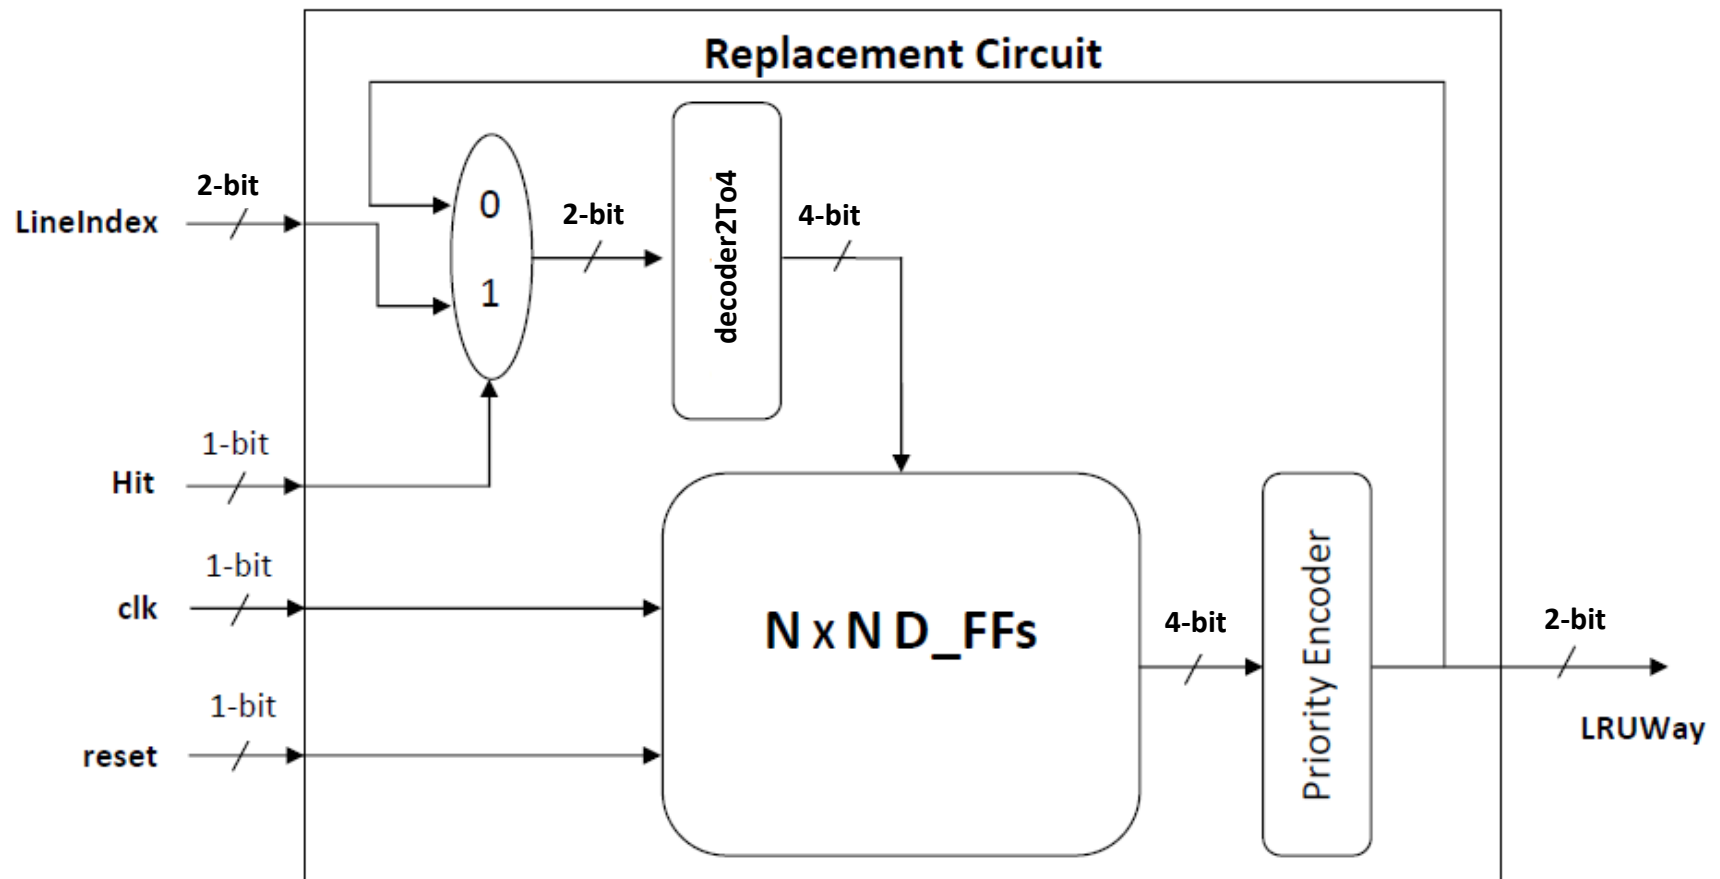 Replacement Circuit
2-bit
LineIndex
0
1
2-bit
decoder2To4
4-bit
1-bit
Hit
1-bit
clk
1-bit
reset
N x N D_FFs
4-bit
Priority Encoder
2-bit
LRUWay